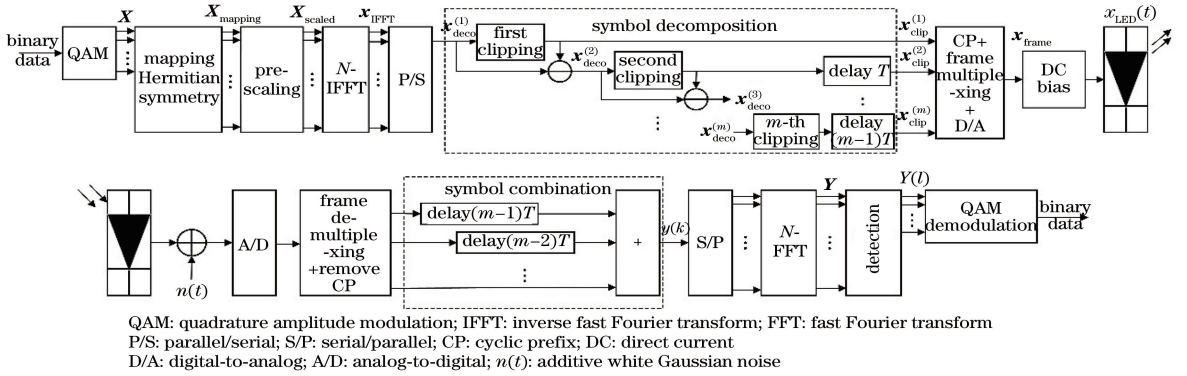 binary
data
QAM
X
mapping
Hermitian
symmetry
X_mapping
pre-
scaling
X_scaled
N-
IFFT
x_IFFT
P/S
symbol decomposition
x_deco^(1)
first
clipping
x_deco^(2)
second
clipping
x_deco^(3)
x_deco^(m)
m-th
clipping
delay T
delay
(m−1)T
x_clip^(1)
x_clip^(2)
x_clip^(m)
CP+
frame
multiple
-xing
+
D/A
x_frame
DC
bias
x_LED(t)
n(t)
A/D
frame
de-
multiple
-xing
+remove
CP
symbol combination
delay(m−1)T
delay(m−2)T
+
y(k)
S/P
N-
FFT
Y
detection
Y(l)
QAM
demodulation
binary
data
QAM: quadrature amplitude modulation; IFFT: inverse fast Fourier transform; FFT: fast Fourier transform
P/S: parallel/serial; S/P: serial/parallel; CP: cyclic prefix; DC: direct current
D/A: digital-to-analog; A/D: analog-to-digital; n(t): additive white Gaussian noise